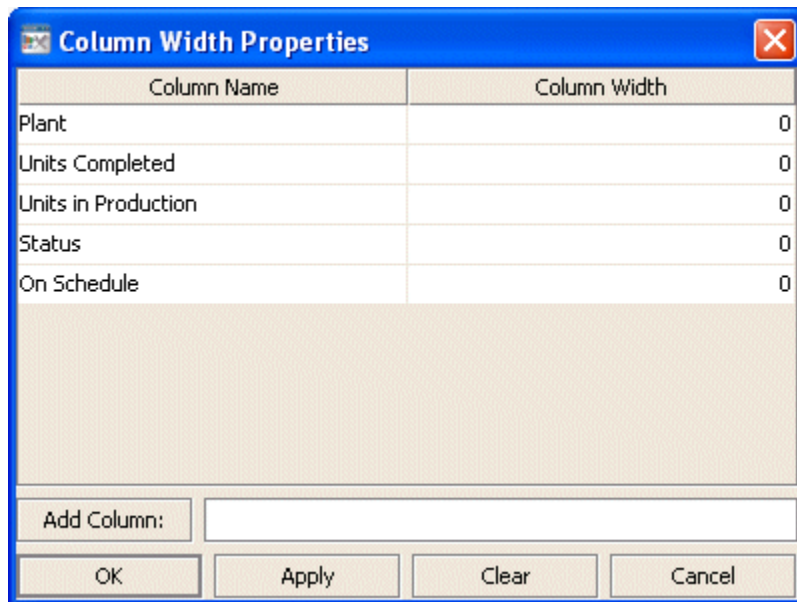 Column Width Properties
Column Name Column Width
Plant 0
Units Completed 0
Units in Production 0
Status 0
On Schedule 0
Add Column:
OK Apply Clear Cancel